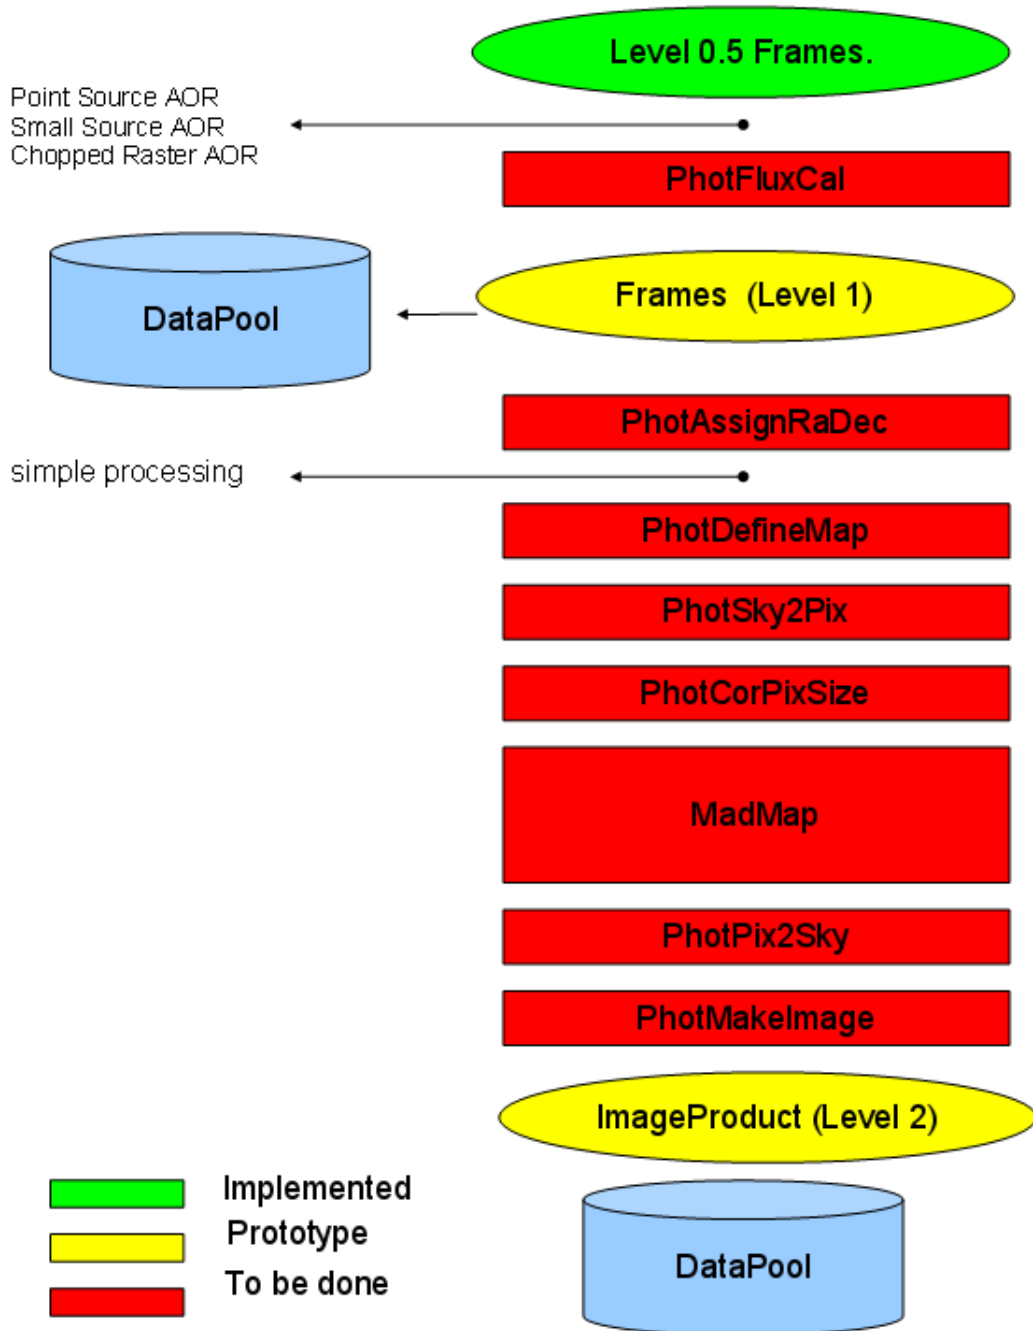 Level 0.5 Frames.
Point Source AOR
Small Source AOR
Chopped Raster AOR
PhotFluxCal
DataPool
Frames (Level 1)
PhotAssignRaDec
simple processing
PhotDefineMap
PhotSky2Pix
PhotCorPixSize
MadMap
PhotPix2Sky
PhotMakeImage
ImageProduct (Level 2)
Implemented
Prototype
To be done
DataPool